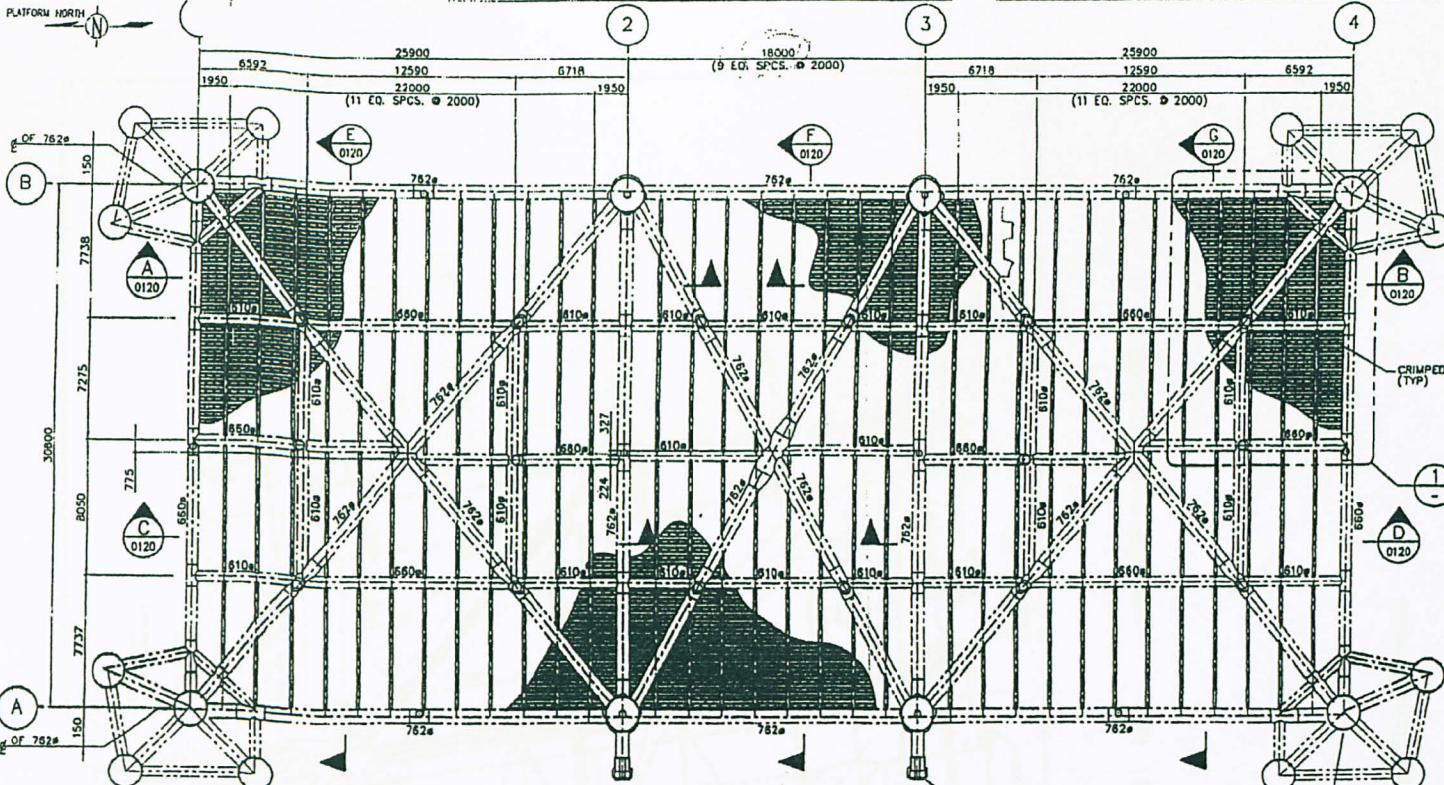 PLATFORM NORTH
N
2
3
4
25900
18000
25900
(9 EQ. SPCS. @ 2000)
6592
12590
6718
6718
12590
6592
1950
22000
1950
1950
22000
1950
(11 EQ. SPCS. @ 2000)
(11 EQ. SPCS. @ 2000)
E
0120
F
0120
G
0120
℄ OF 762ø
150
B
762ø
762ø
762ø
7738
A
0120
B
0120
610ø
660ø
610ø
610ø
610ø
610ø
610ø
660ø
610ø
CRIMPED
(TYP)
762ø
762ø
762ø
762ø
7275
610ø
610ø
610ø
610ø
327
30800
660ø
660ø
610ø
610ø
660ø
660ø
775
1
-
224
8050
660ø
610ø
762ø
762ø
762ø
762ø
762ø
762ø
610ø
762ø
762ø
610ø
660ø
C
0120
D
0120
610ø
660ø
610ø
610ø
610ø
610ø
610ø
660ø
610ø
7737
A
150
762ø
762ø
762ø
℄ OF 762ø